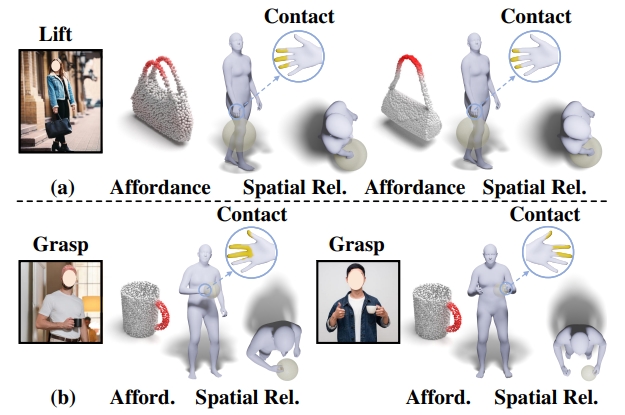 Lift
Contact
Contact
(a) Affordance Spatial Rel. Affordance Spatial Rel.
Contact
Contact
Grasp
Grasp
(b) Afford. Spatial Rel. Afford. Spatial Rel.